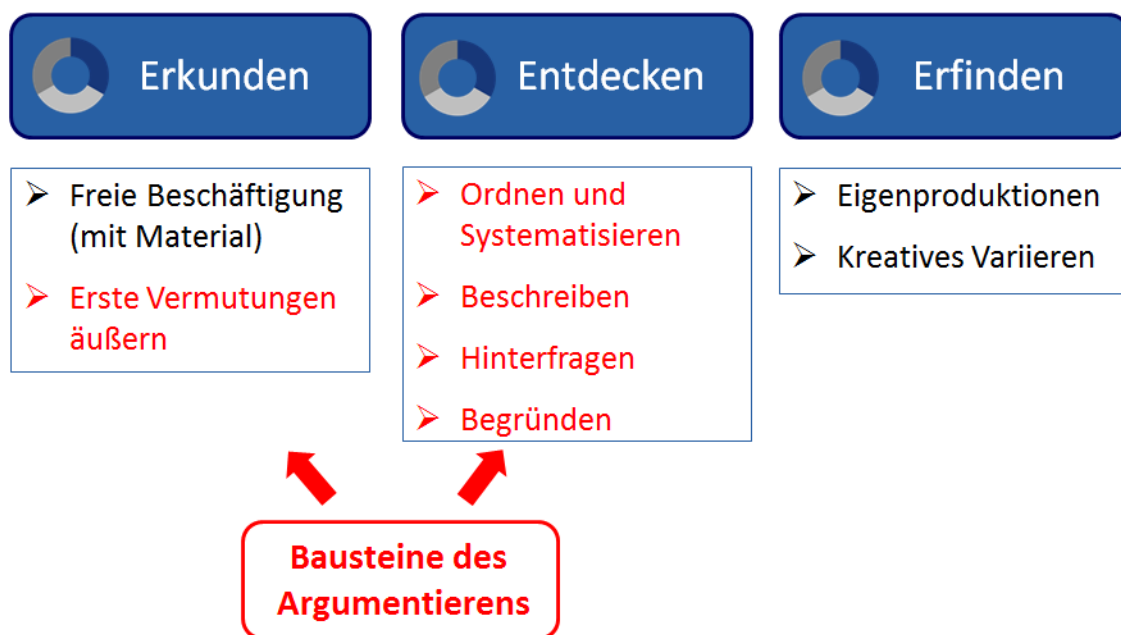 Erkunden
Freie Beschäftigung
(mit Material)
Erste Vermutungen
äußern
Entdecken
Ordnen und
Systematisieren
Beschreiben
Hinterfragen
Begründen
Erfinden
Eigenproduktionen
Kreatives Variieren
Bausteine des
Argumentierens